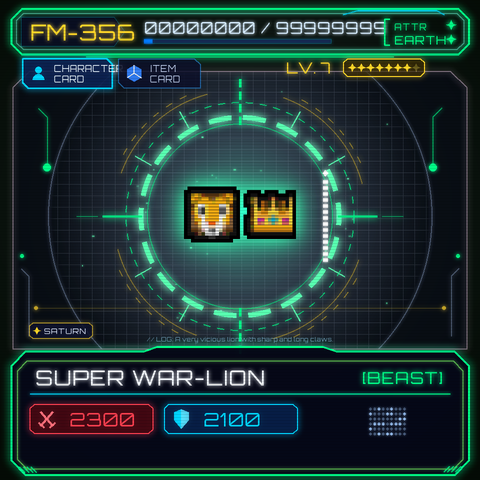 FM-356
00000000 / 99999999
ATTR
EARTH
CHARACTER
CARD
ITEM
CARD
LV.7
SATURN
// LOG: A very vicious lion with sharp and long claws
SUPER WAR-LION
[BEAST]
2300
2100